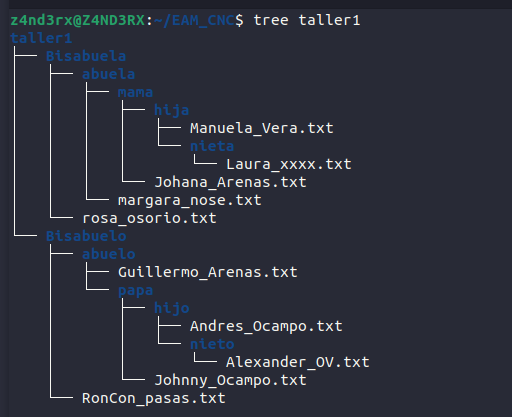 z4nd3rx@Z4ND3RX:~/EAM_CNC$ tree taller1
taller1
├── Bisabuela
│   ├── abuela
│   │   ├── mama
│   │   │   ├── hija
│   │   │   │   ├── Manuela_Vera.txt
│   │   │   │   └── nieta
│   │   │   │       └── Laura_xxxx.txt
│   │   │   └── Johana_Arenas.txt
│   │   └── margara_nose.txt
│   └── rosa_osorio.txt
└── Bisabuelo
    ├── abuelo
    │   ├── Guillermo_Arenas.txt
    │   └── papa
    │       ├── hijo
    │       │   ├── Andres_Ocampo.txt
    │       │   └── nieto
    │       │       └── Alexander_OV.txt
    │       └── Johnny_Ocampo.txt
    └── RonCon_pasas.txt